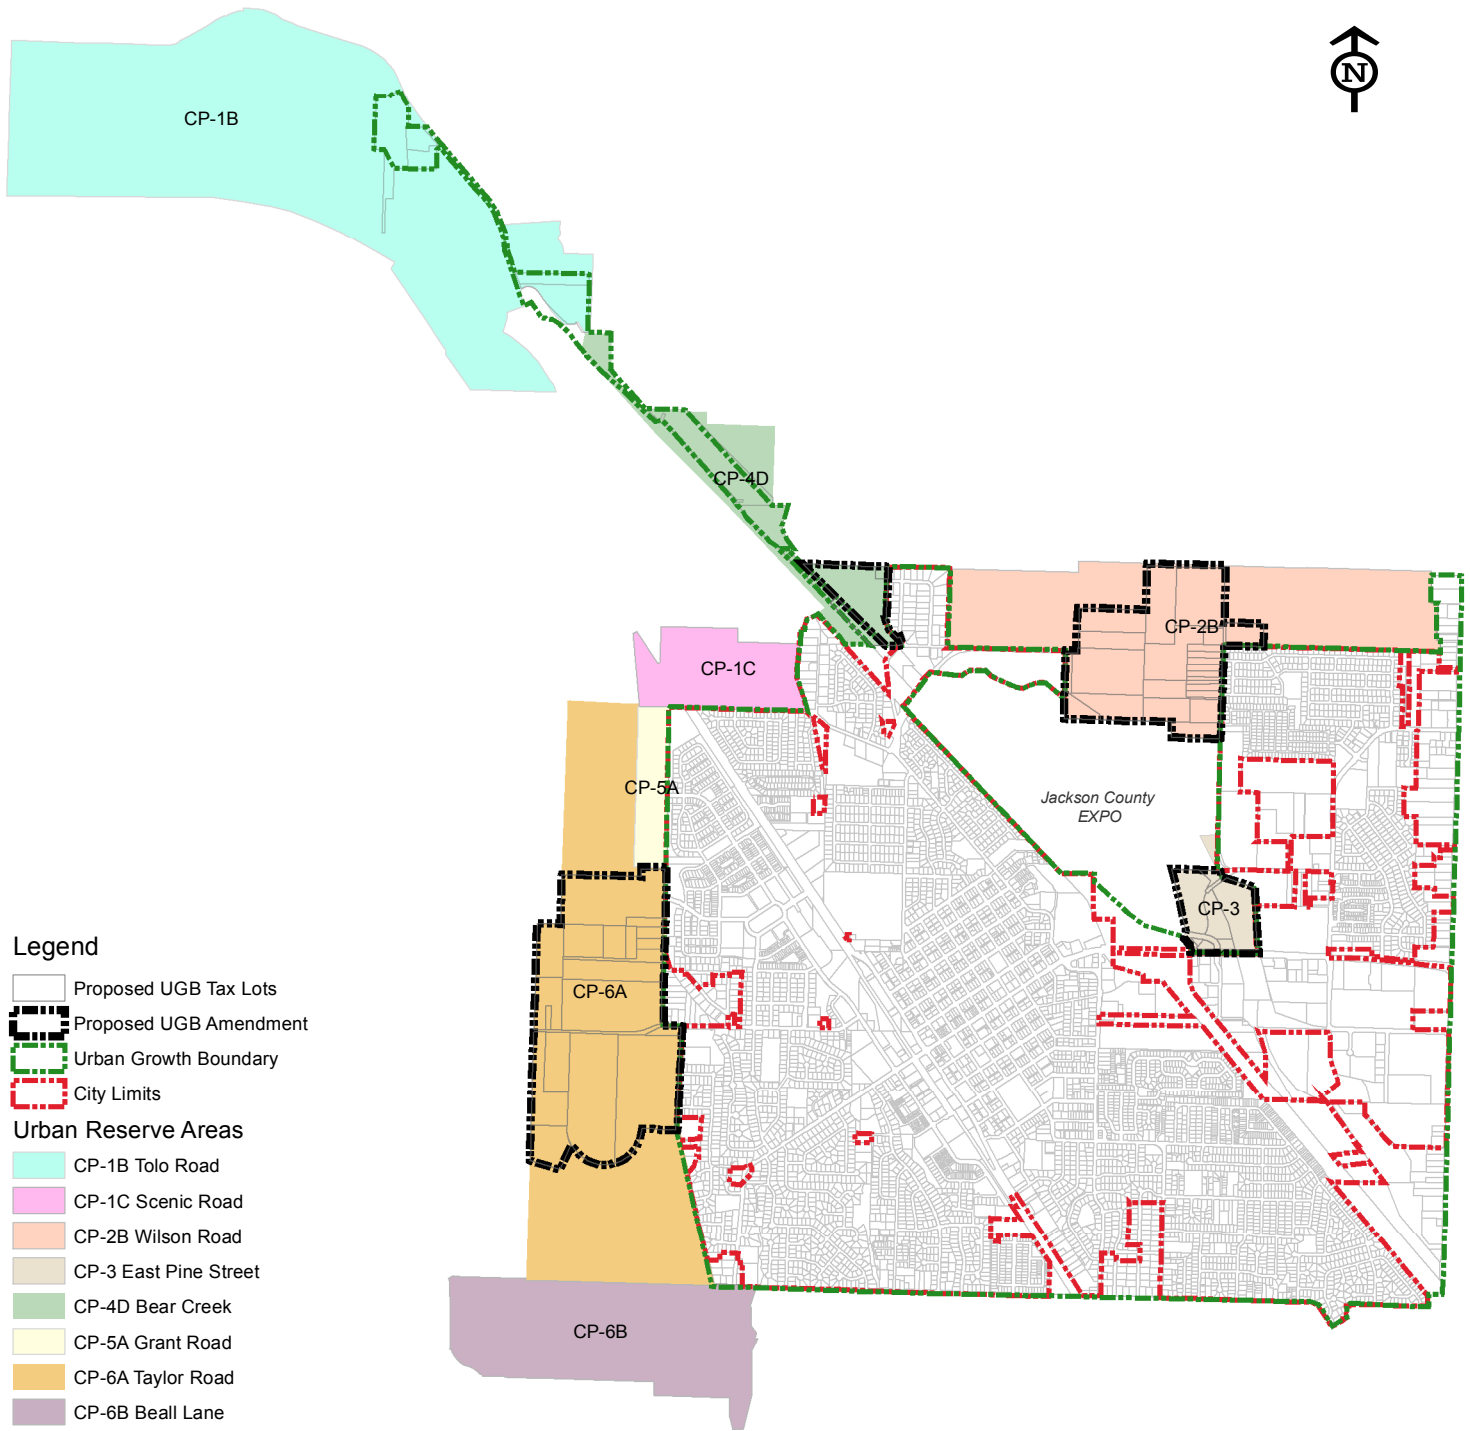 N
CP-1B
CP-4D
CP-2B
CP-1C
CP-5A
Jackson County
EXPO
CP-3
CP-6A
CP-6B
Legend
Proposed UGB Tax Lots
Proposed UGB Amendment
Urban Growth Boundary
City Limits
Urban Reserve Areas
CP-1B Tolo Road
CP-1C Scenic Road
CP-2B Wilson Road
CP-3 East Pine Street
CP-4D Bear Creek
CP-5A Grant Road
CP-6A Taylor Road
CP-6B Beall Lane